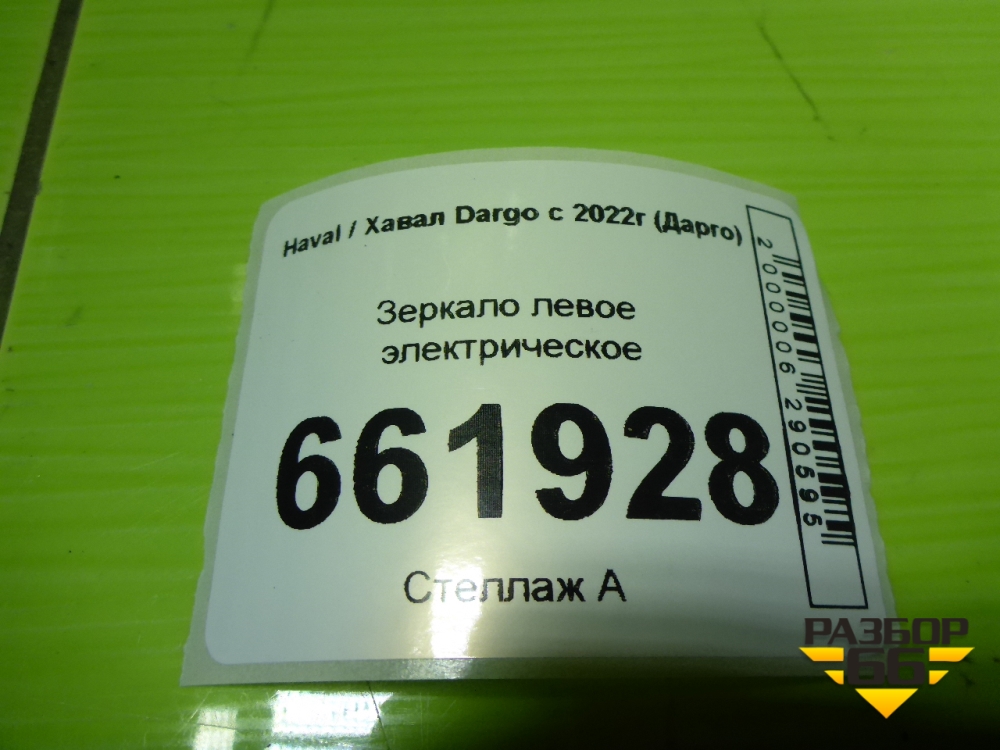 Haval / Хавал Dargo с 2022г (Дарго)
Зеркало левое
электрическое
661928
Стеллаж А
2000006290595
РАЗБОР
66